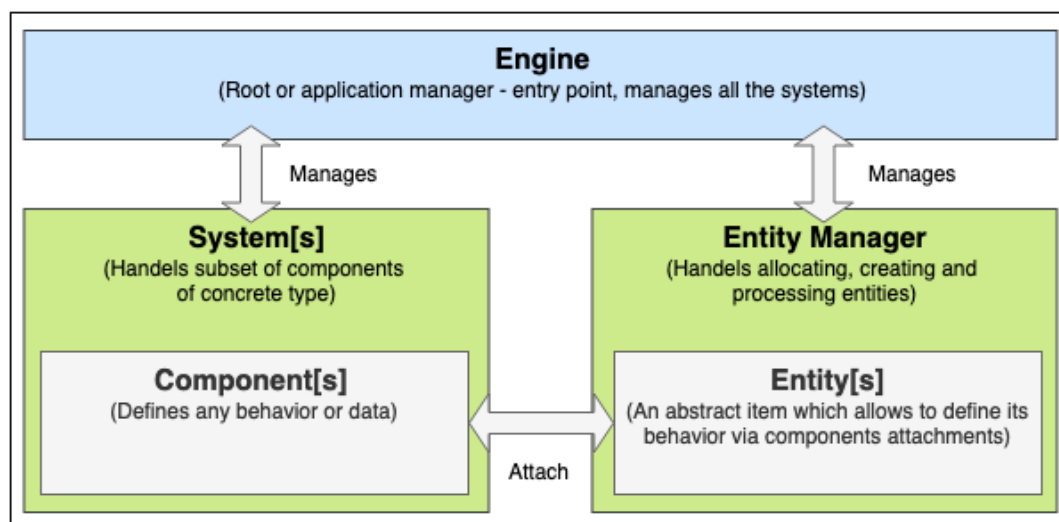 Engine
(Root or application manager - entry point, manages all the systems)
Manages
Manages
System[s]
(Handels subset of components
of concrete type)
Entity Manager
(Handels allocating, creating and
processing entities)
Component[s]
(Defines any behavior or data)
Entity[s]
(An abstract item which allows to define its
behavior via components attachments)
Attach